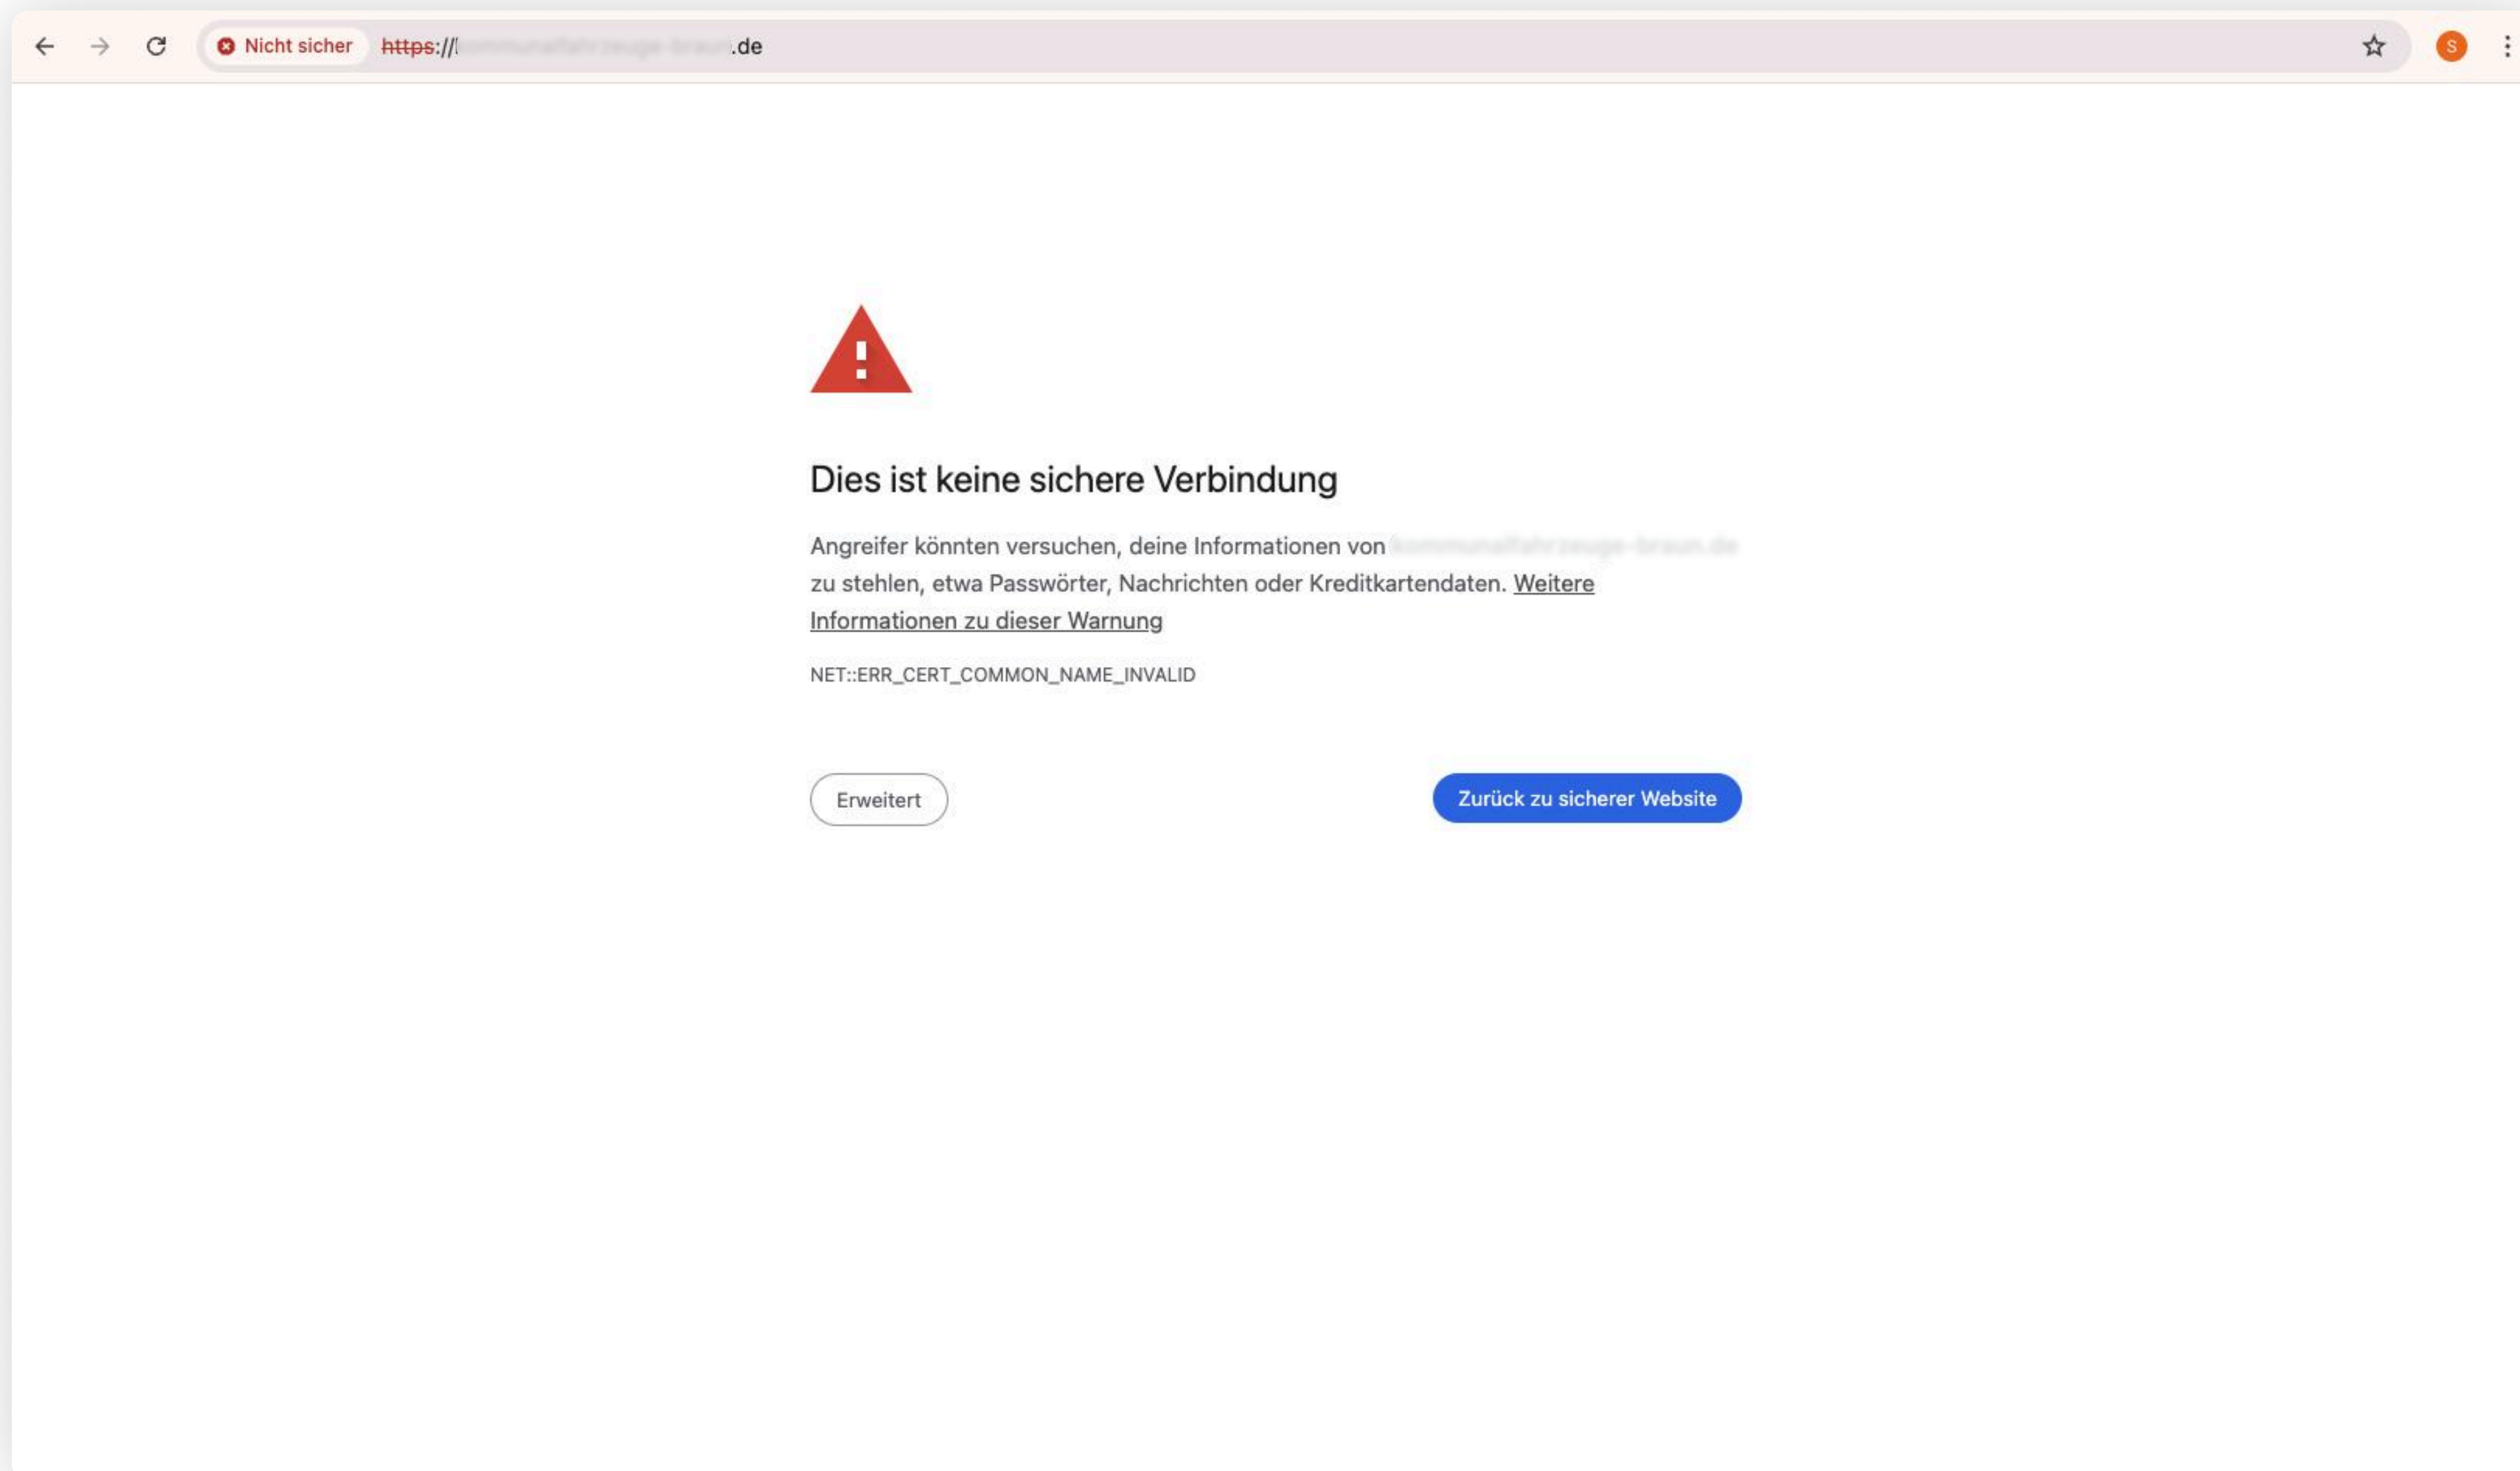 Nicht sicher https:// .de
S
Dies ist keine sichere Verbindung
Angreifer könnten versuchen, deine Informationen von
zu stehlen, etwa Passwörter, Nachrichten oder Kreditkartendaten. Weitere
Informationen zu dieser Warnung
NET::ERR_CERT_COMMON_NAME_INVALID
Erweitert
Zurück zu sicherer Website